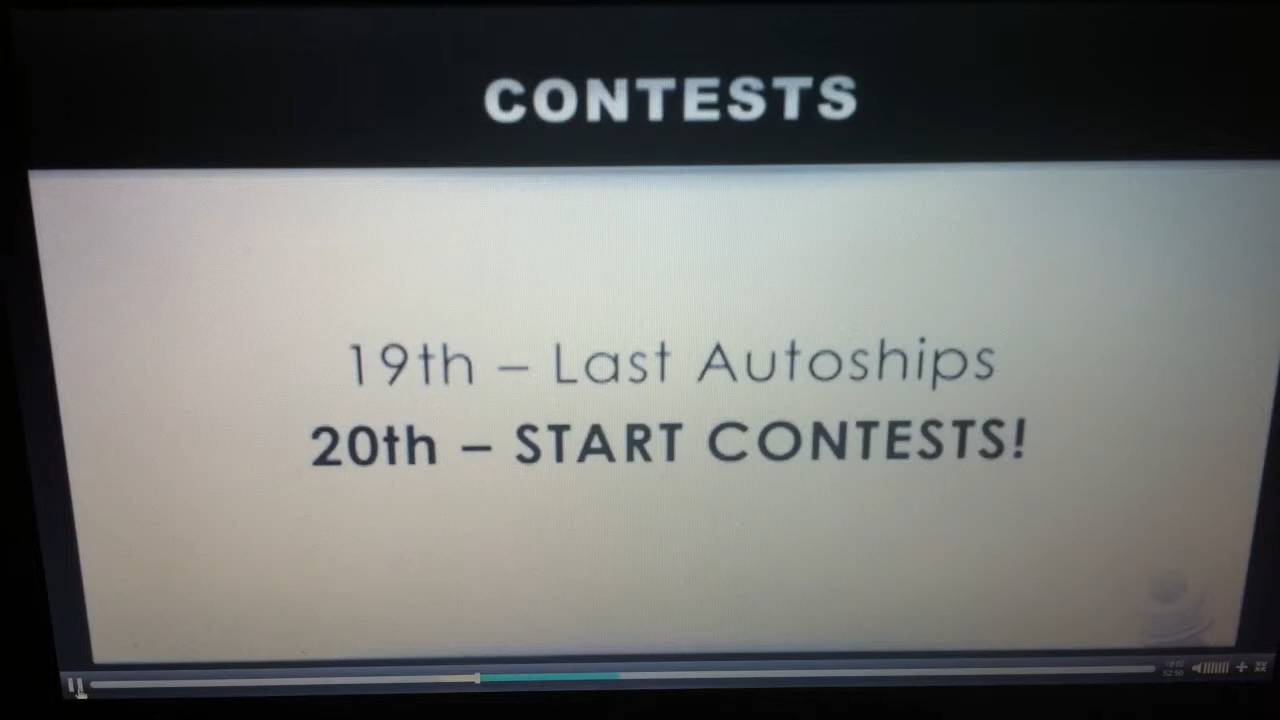 CONTESTS
19th – Last Autoships
20th – START CONTESTS!